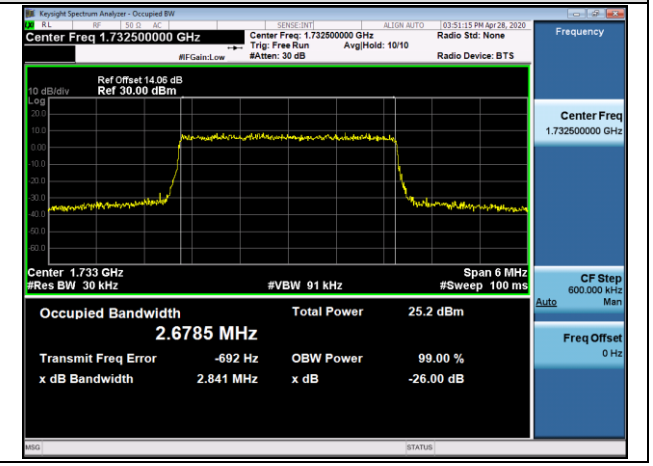 Keysight Spectrum Analyzer - Occupied BW
RL RF 50 Ω AC SENSE:INT ALIGN AUTO 03:51:15 PM Apr 28, 2020
Center Freq 1.732500000 GHz Center Freq: 1.732500000 GHz Radio Std: None Frequency
Trig: Free Run Avg|Hold: 10/10
#IFGain:Low #Atten: 30 dB Radio Device: BTS
Ref Offset 14.06 dB
10 dB/div Ref 30.00 dBm
Log
20.0
10.0
0.00
-10.0
-20.0
-30.0
-40.0
-50.0
-60.0
Center Freq
1.732500000 GHz
Center 1.733 GHz Span 6 MHz
#Res BW 30 kHz #VBW 91 kHz #Sweep 100 ms
CF Step
600.000 kHz
Auto Man
Occupied Bandwidth Total Power 25.2 dBm
2.6785 MHz
Freq Offset
0 Hz
Transmit Freq Error -692 Hz OBW Power 99.00 %
x dB Bandwidth 2.841 MHz x dB -26.00 dB
MSG STATUS